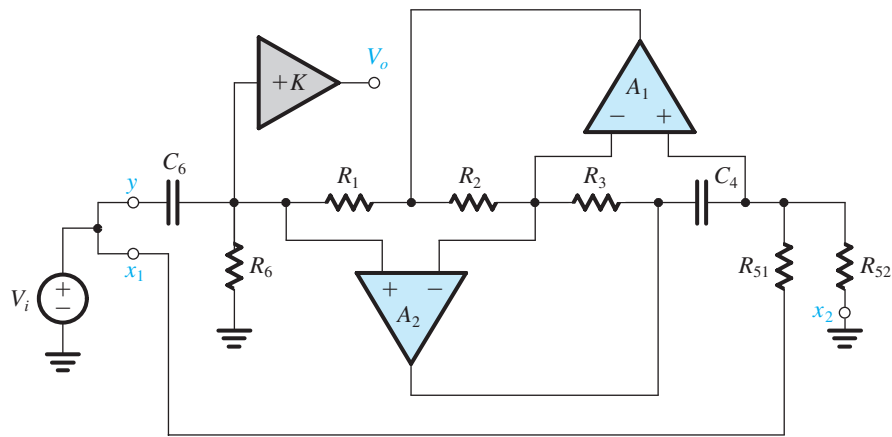 +K
V_o
A_1
− +
C_6
R_1
R_2
R_3
C_4
y
x_1
R_6
R_51
R_52
V_i
+
−
+ −
A_2
x_2